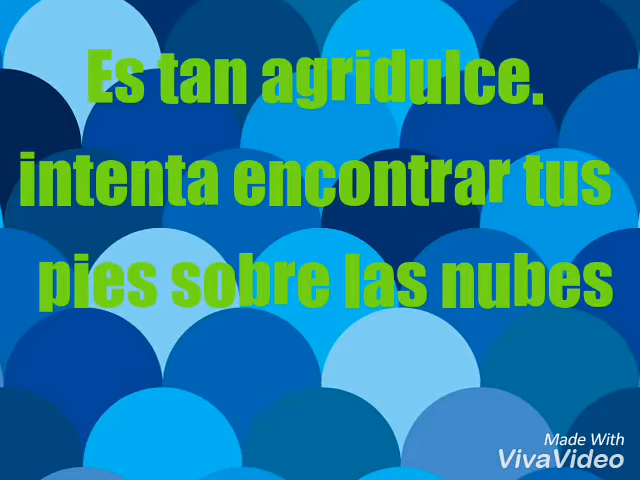 Es tan agridulce.
intenta encontrar tus
pies sobre las nubes
Made With
VivaVideo